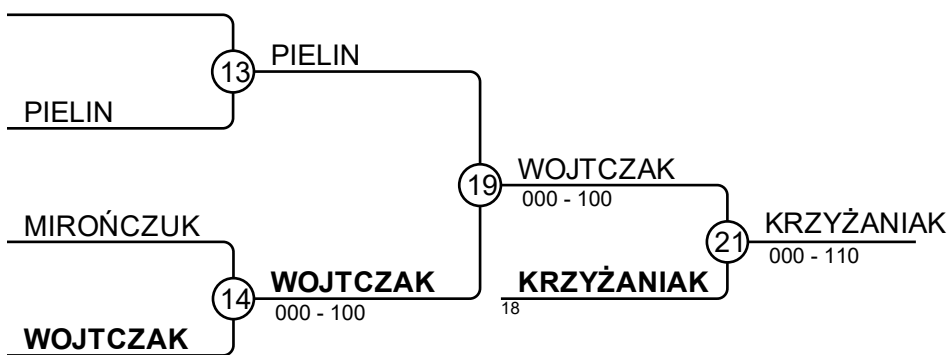 PIELIN
13
PIELIN
WOJTCZAK
19
000 - 100
MIROŃCZUK
KRZYŻANIAK
21
000 - 110
WOJTCZAK
14
000 - 100
KRZYŻANIAK
18
WOJTCZAK